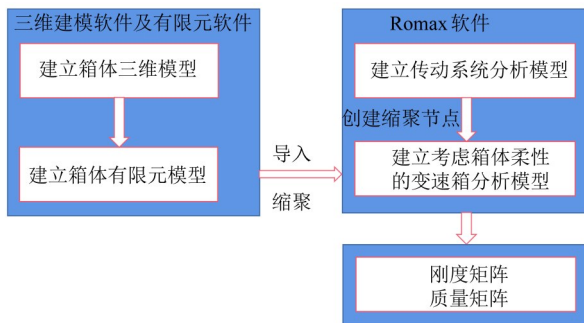 三维建模软件及有限元软件
建立箱体三维模型
建立箱体有限元模型
导入
缩聚
Romax 软件
建立传动系统分析模型
创建缩聚节点
建立考虑箱体柔性
的变速箱分析模型
刚度矩阵
质量矩阵